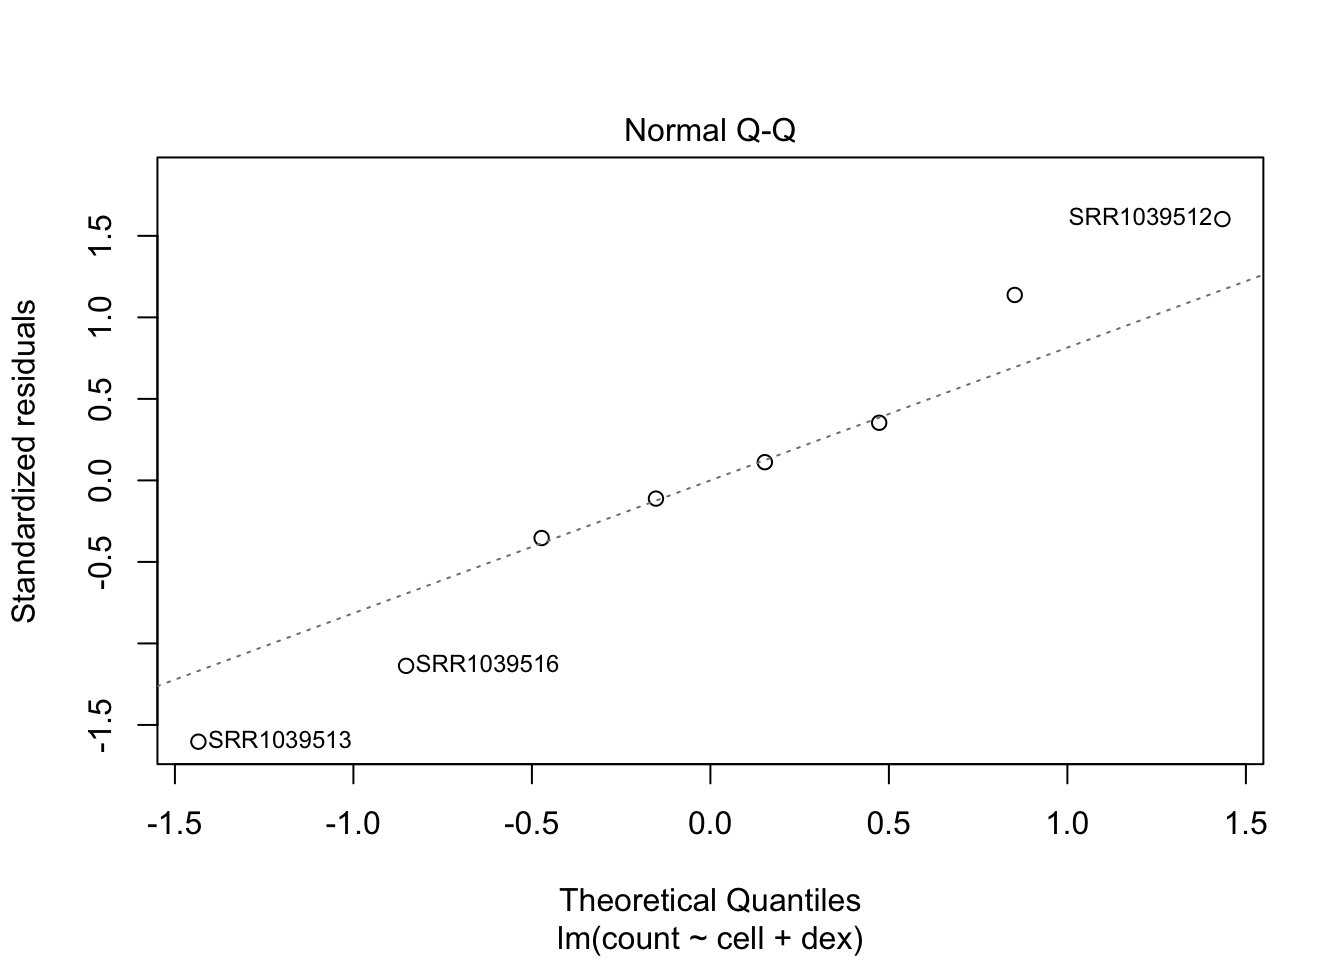 Normal Q-Q
Standardized residuals
1.5
1.0
0.5
0.0
-0.5
-1.5
SRR1039512
SRR1039516
SRR1039513
-1.5 -1.0 -0.5 0.0 0.5 1.0 1.5
Theoretical Quantiles
lm(count ~ cell + dex)